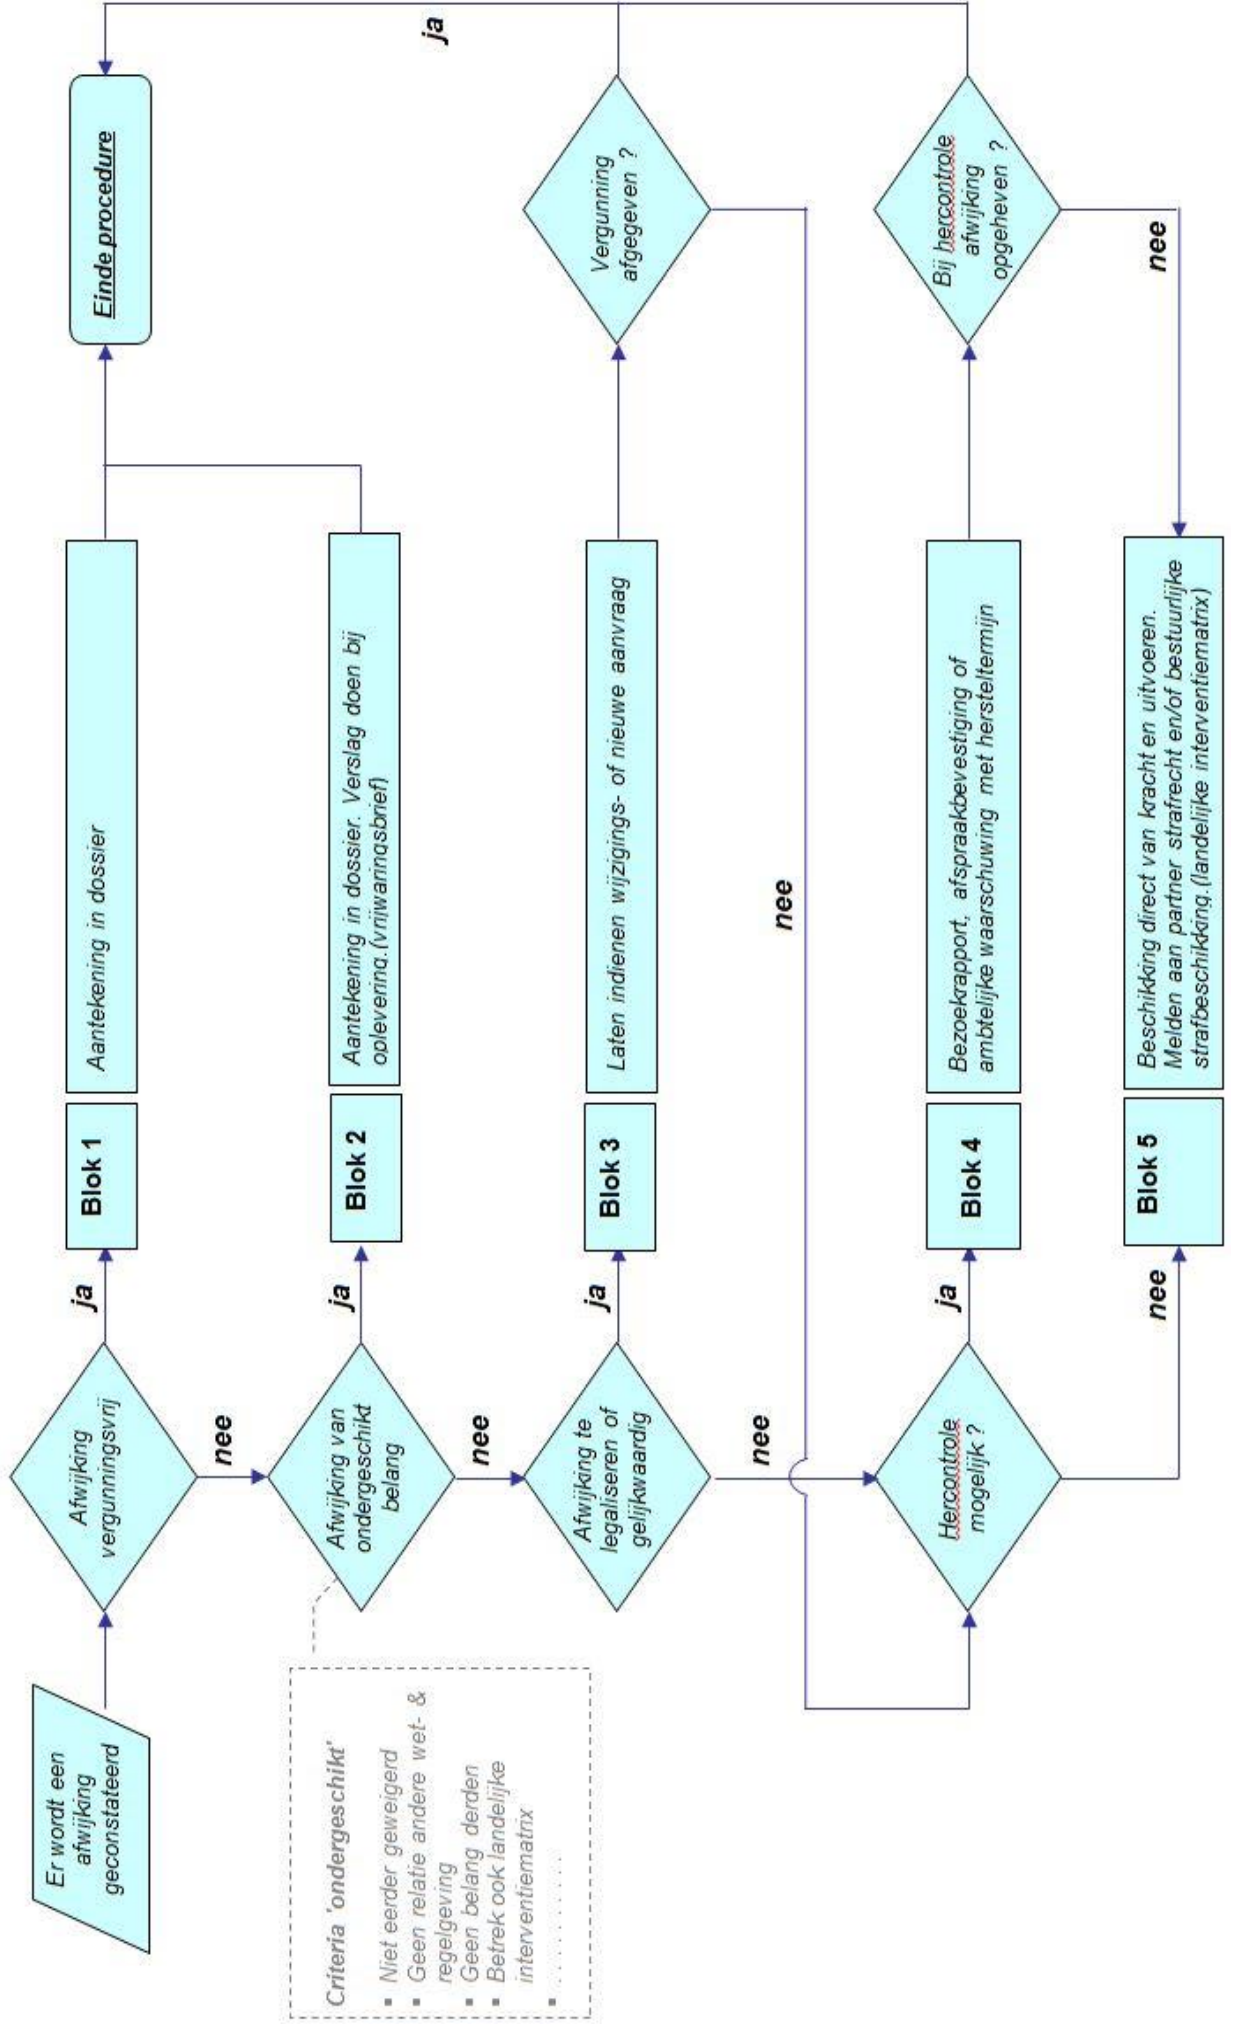 Er wordt een
afwijking
geconstateerd
Afwijking
vergunningsvrij
ja
Blok 1
Aantekening in dossier
Einde procedure
nee
Criteria 'ondergeschikt'
▪ Niet eerder geweigerd
▪ Geen relatie andere wet- &
regelgeving
▪ Geen belang derden
▪ Betrek ook landelijke
interventiematrix
▪ . . . . . . . . . . .
Afwijking van
ondergeschikt
belang
ja
Blok 2
Aantekening in dossier. Verslag doen bij
oplevering.(vrijwaringsbrief)
ja
nee
Afwijking te
legaliseren of
gelijkwaardig
ja
Blok 3
Laten indienen wijzigings- of nieuwe aanvraag
Vergunning
afgegeven ?
nee
nee
Hercontrole
mogelijk ?
ja
Blok 4
Bezoekrapport, afspraakbevestiging of
ambtelijke waarschuwing met hersteltermijn
Bij hercontrole
afwijking
opgeheven ?
nee
Blok 5
Beschikking direct van kracht en uitvoeren.
Melden aan partner strafrecht en/of bestuurlijke
strafbeschikking.(landelijke interventiematrix)
nee